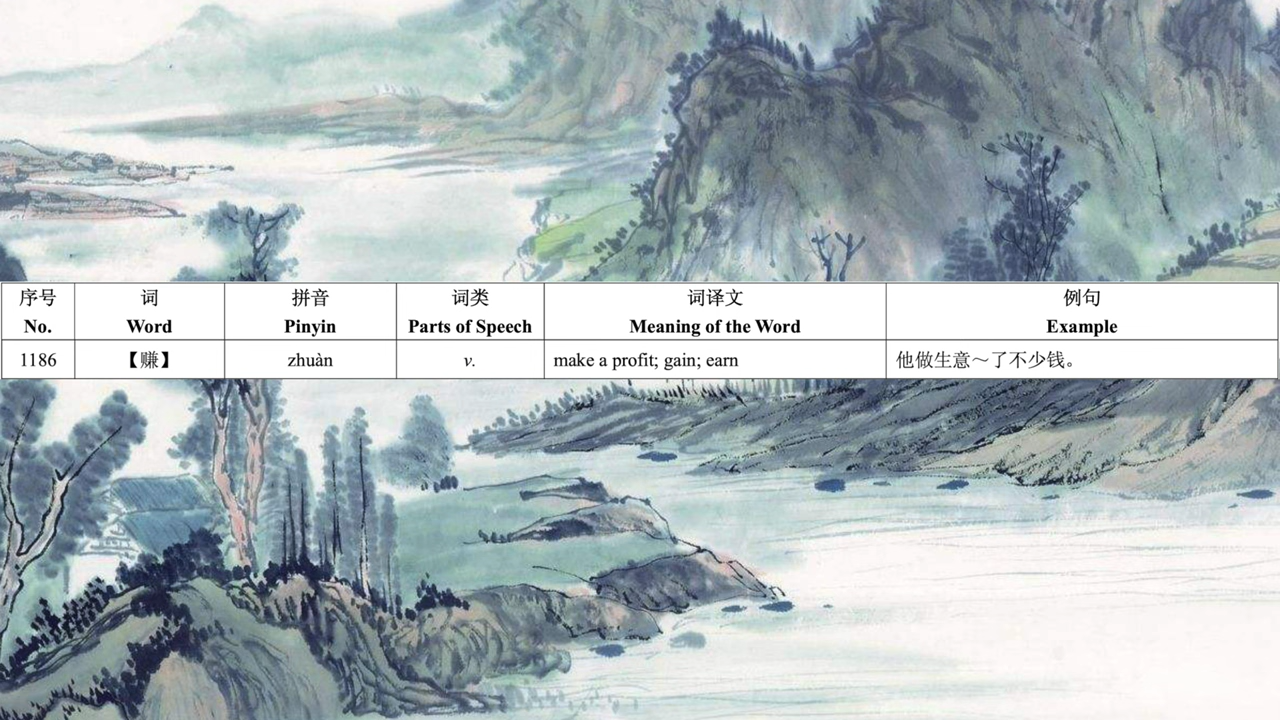 序号 词 拼音 词类 词译文 例句
No. Word Pinyin Parts of Speech Meaning of the Word Example
1186 【赚】 zhuàn v. make a profit; gain; earn 他做生意～了不少钱。